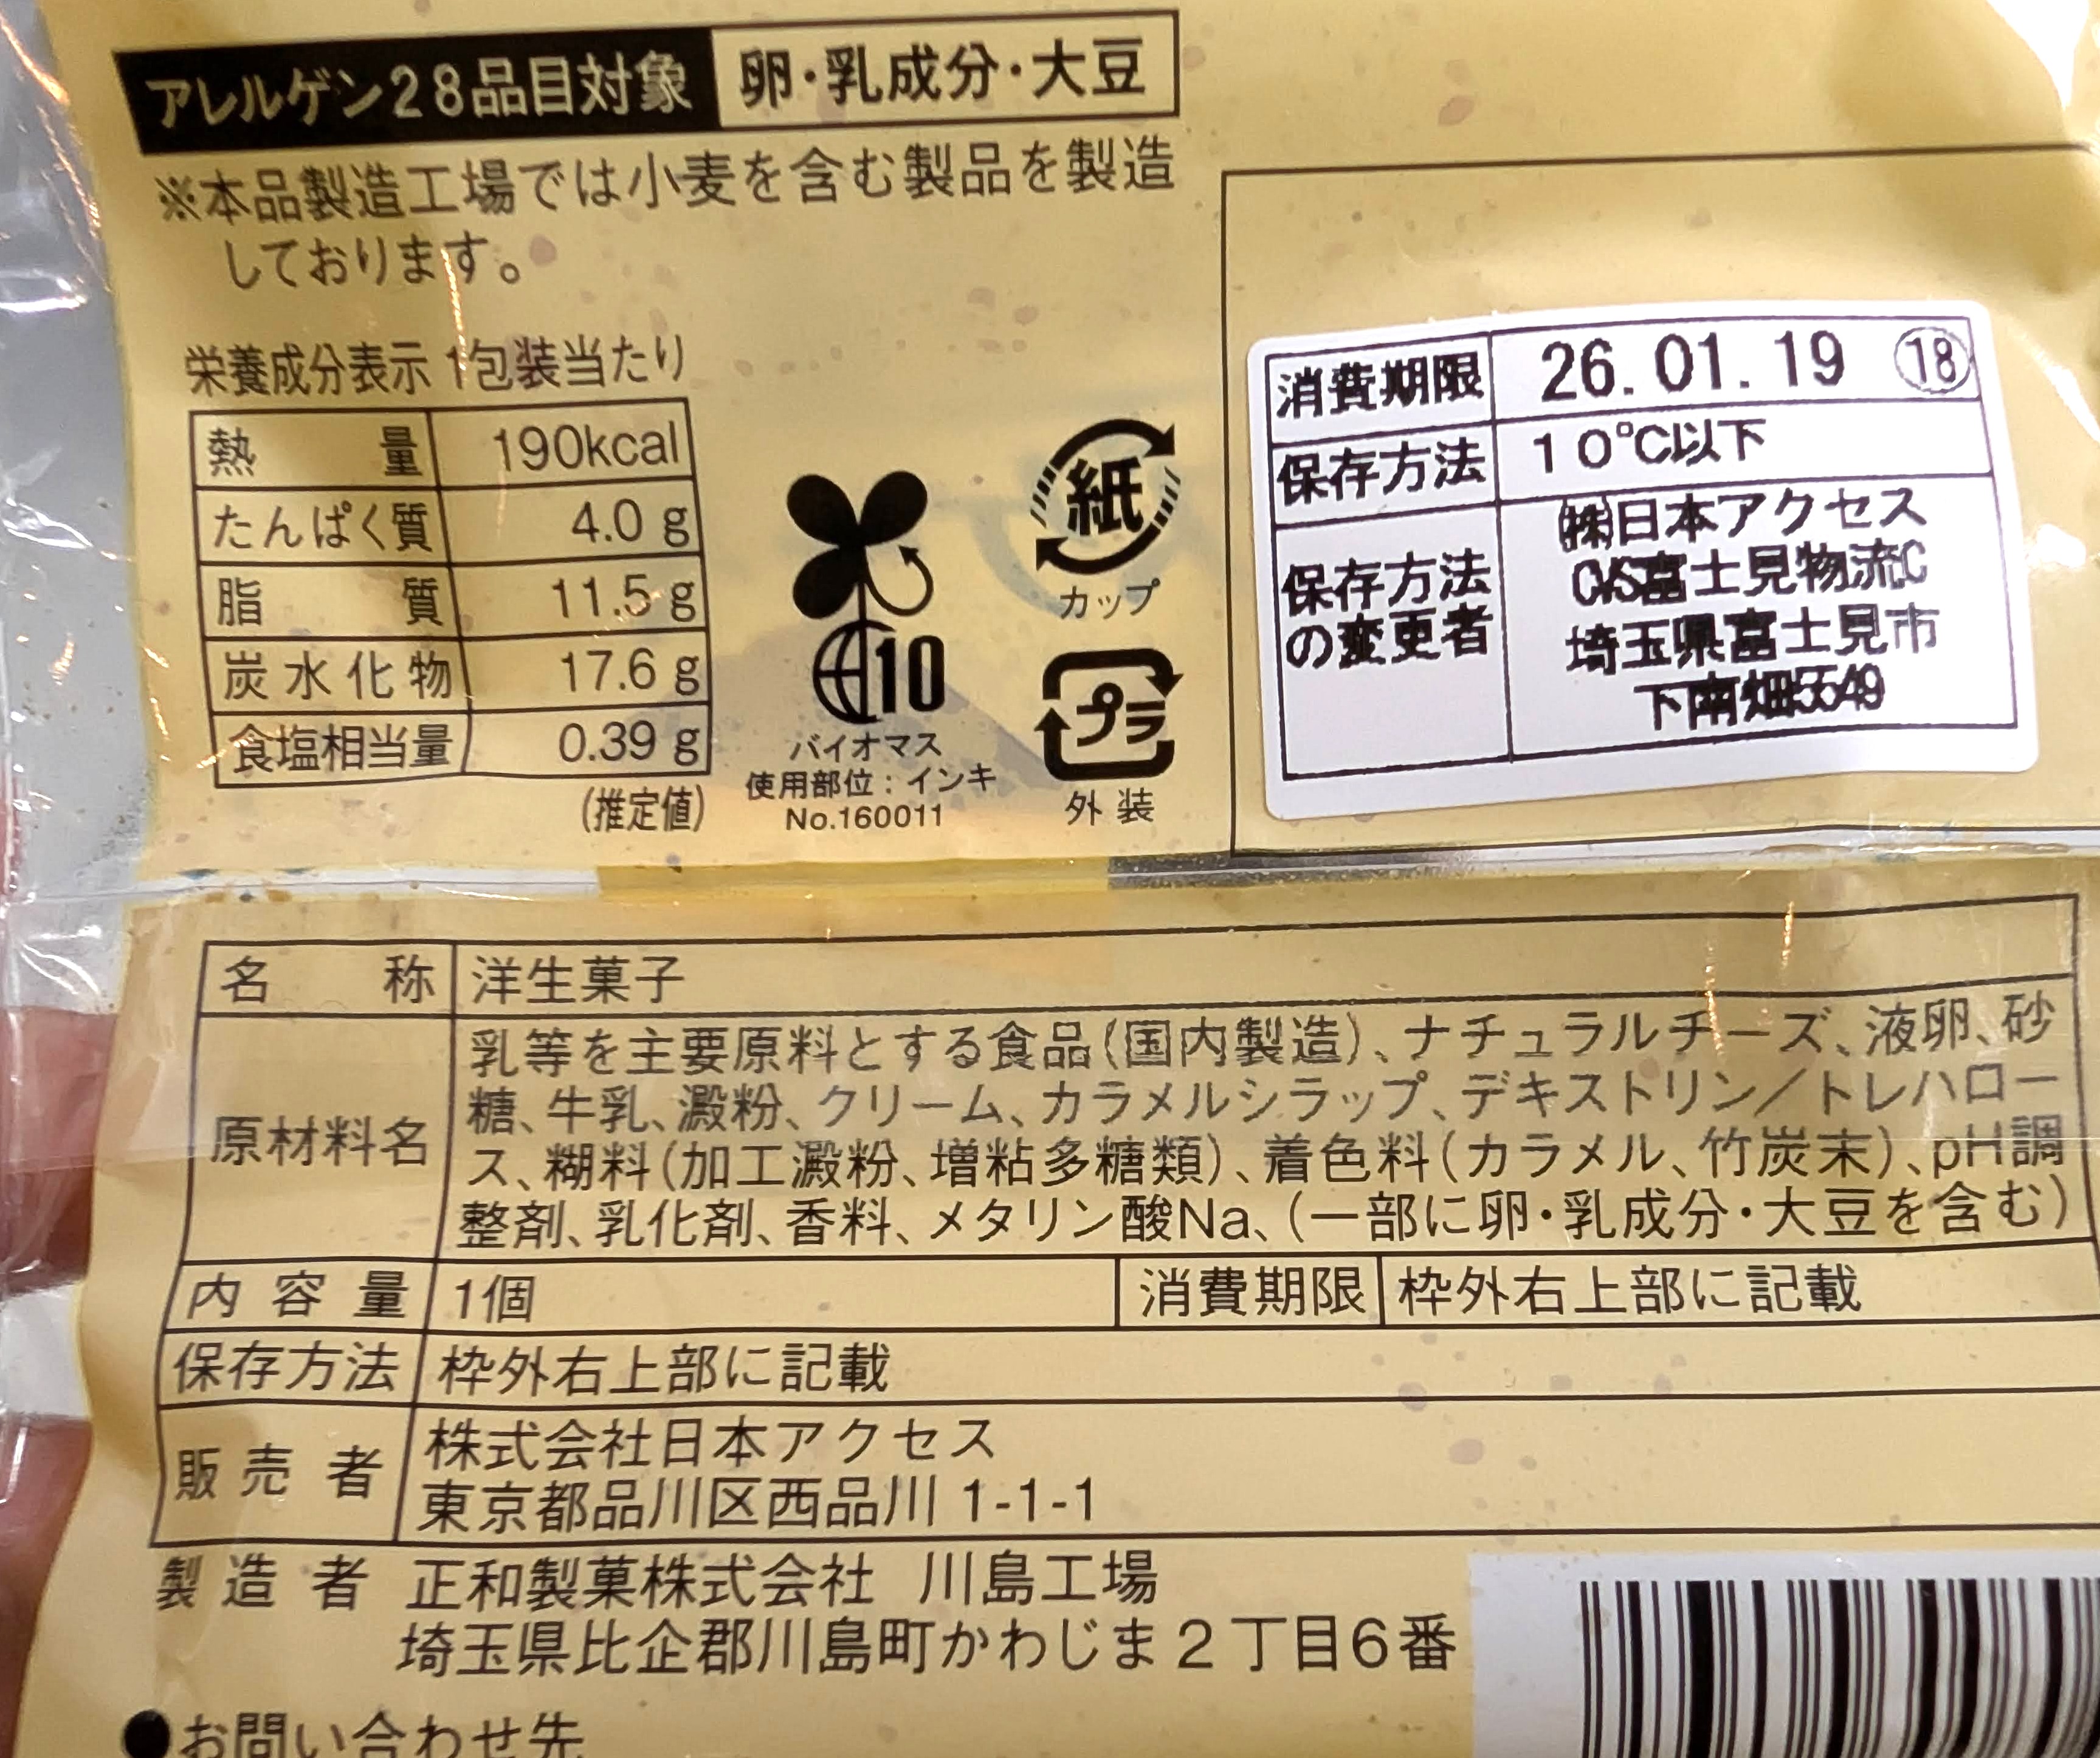 アレルゲン28品目対象 卵・乳成分・大豆
※本品製造工場では小麦を含む製品を製造
しております。
栄養成分表示 1包装当たり
熱量 190kcal
たんぱく質 4.0 g
脂質 11.5 g
炭水化物 17.6 g
食塩相当量 0.39 g
(推定値)
10
バイオマス
使用部位：インキ
No.160011
紙
カップ
プラ
外装
消費期限 26.01.19 ⑱
保存方法 10℃以下
保存方法
の変更者
㈱日本アクセス
CVS富士見物流C
埼玉県富士見市
下南畑5549
名称 洋生菓子
原材料名
乳等を主要原料とする食品(国内製造)、ナチュラルチーズ、液卵、砂
糖、牛乳、澱粉、クリーム、カラメルシラップ、デキストリン／トレハロー
ス、糊料(加工澱粉、増粘多糖類)、着色料(カラメル、竹炭末)、pH調
整剤、乳化剤、香料、メタリン酸Na、(一部に卵・乳成分・大豆を含む)
内容量 1個 消費期限 枠外右上部に記載
保存方法 枠外右上部に記載
販売者
株式会社日本アクセス
東京都品川区西品川 1-1-1
製造者 正和製菓株式会社 川島工場
埼玉県比企郡川島町かわじま2丁目6番
●お問い合わせ先